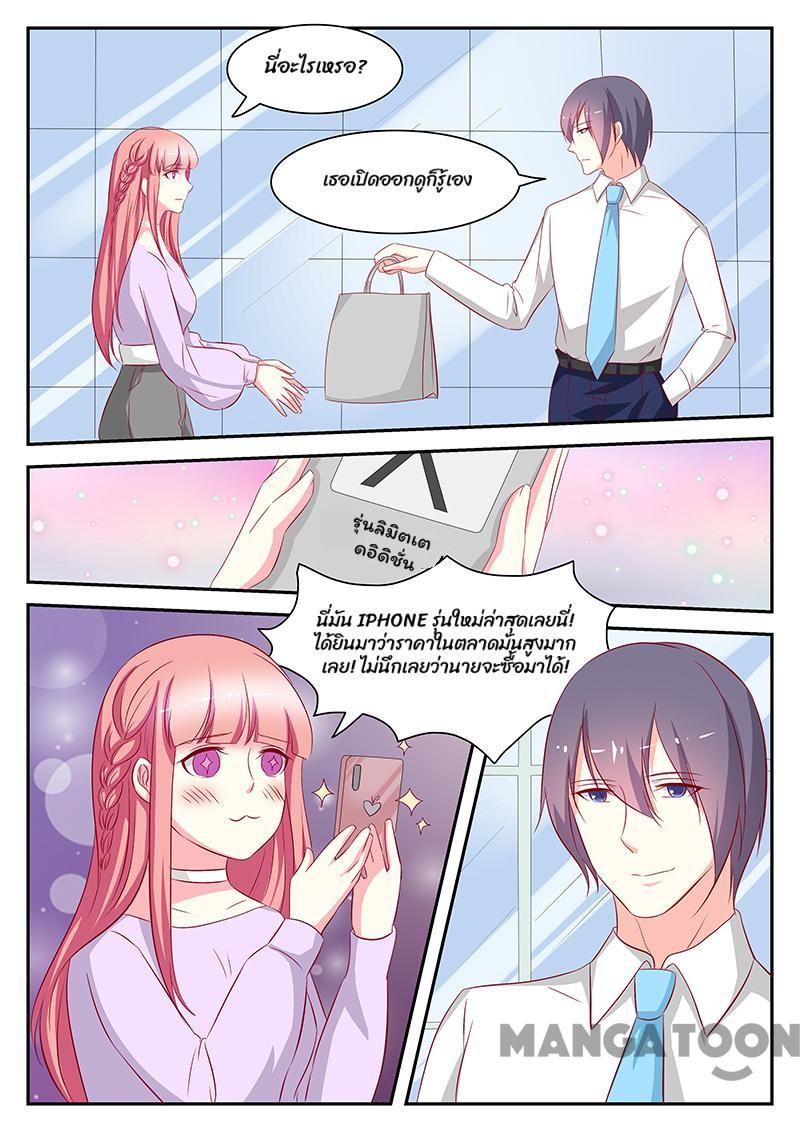 นี่อะไรเหรอ?
เธอเปิดออกดูก็รู้เอง
X
รุ่นลิมิตเต
ดอิดิชั่น
นี่มัน IPHONE รุ่นใหม่ล่าสุดเลยนี่!
ได้ยินมาว่าราคาในตลาดมันสูงมาก
เลย! ไม่นึกเลยว่านายจะซื้อมาได้!
MANGATOON